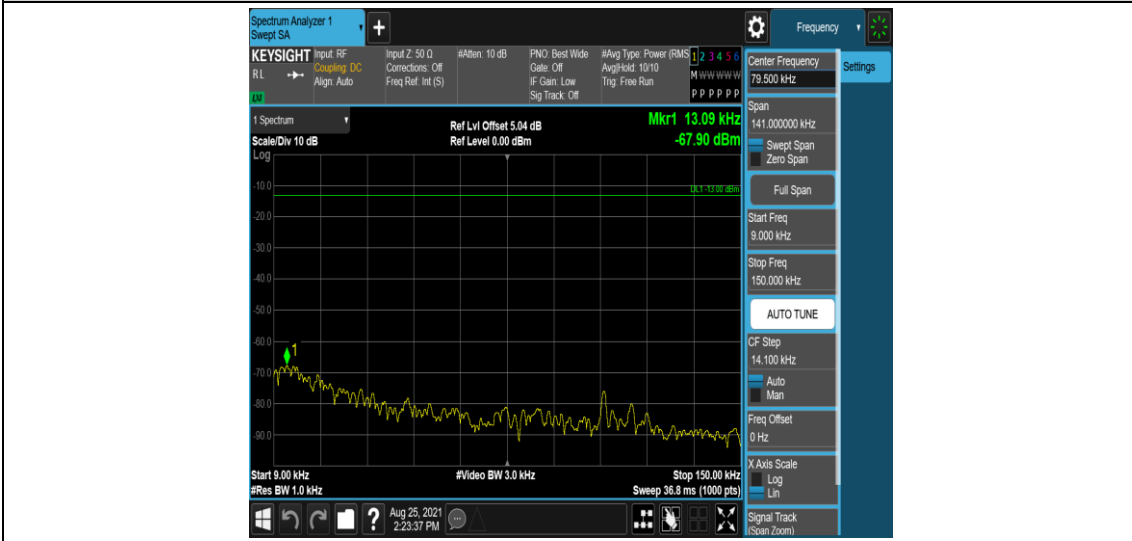 Spectrum Analyzer 1
Swept SA
+
Frequency
KEYSIGHT
RL
LM
Input: RF
Coupling: DC
Align: Auto
Input Z: 50 Ω
Corrections: Off
Freq Ref: Int (S)
#Atten: 10 dB
PNO: Best Wide
Gate: Off
IF Gain: Low
Sig Track: Off
#Avg Type: Power (RMS
Avg|Hold: 10/10
Trig: Free Run
1 2 3 4 5 6
M W W W W W
P P P P P P
1 Spectrum
Scale/Div 10 dB
Log
Ref Lvl Offset 5.04 dB
Ref Level 0.00 dBm
Mkr1 13.09 kHz
-67.90 dBm
DL1 -13.00 dBm
-10.0
-20.0
-30.0
-40.0
-50.0
-60.0
-70.0
-80.0
-90.0
1
Start 9.00 kHz
#Res BW 1.0 kHz
#Video BW 3.0 kHz
Stop 150.00 kHz
Sweep 36.8 ms (1000 pts)
?
Aug 25, 2021
2:23:37 PM
Center Frequency
79.500 kHz
Settings
Span
141.000000 kHz
Swept Span
Zero Span
Full Span
Start Freq
9.000 kHz
Stop Freq
150.000 kHz
AUTO TUNE
CF Step
14.100 kHz
Auto
Man
Freq Offset
0 Hz
X Axis Scale
Log
Lin
Signal Track
(Span Zoom)